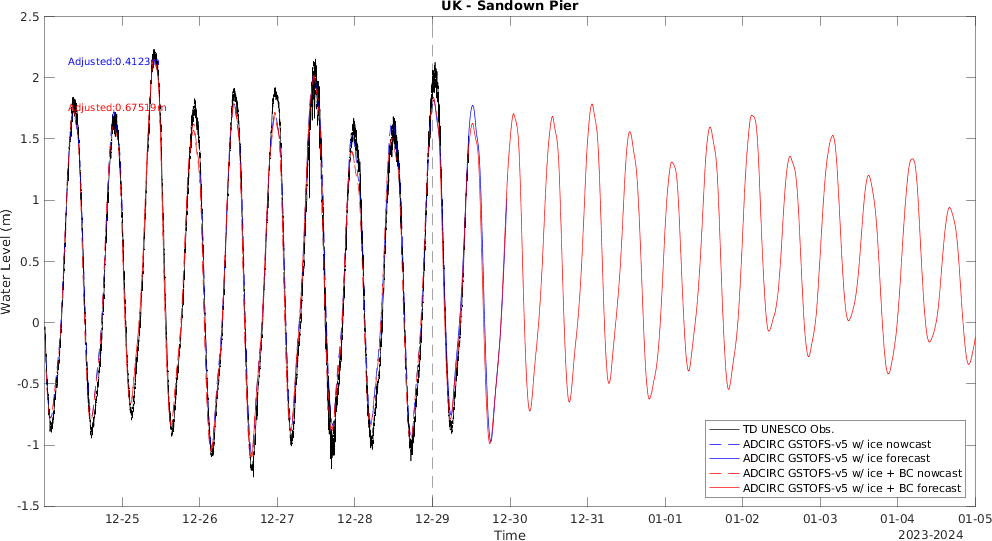 UK - Sandown Pier
2.5
2
1.5
1
0.5
0
-0.5
-1
-1.5
Water Level (m)
Adjusted:0.4123m
Adjusted:0.67519m
TD UNESCO Obs.
ADCIRC GSTOFS-v5 w/ ice nowcast
ADCIRC GSTOFS-v5 w/ ice forecast
ADCIRC GSTOFS-v5 w/ ice + BC nowcast
ADCIRC GSTOFS-v5 w/ ice + BC forecast
12-25 12-26 12-27 12-28 12-29 12-30 12-31 01-01 01-02 01-03 01-04 01-05
Time
2023-2024